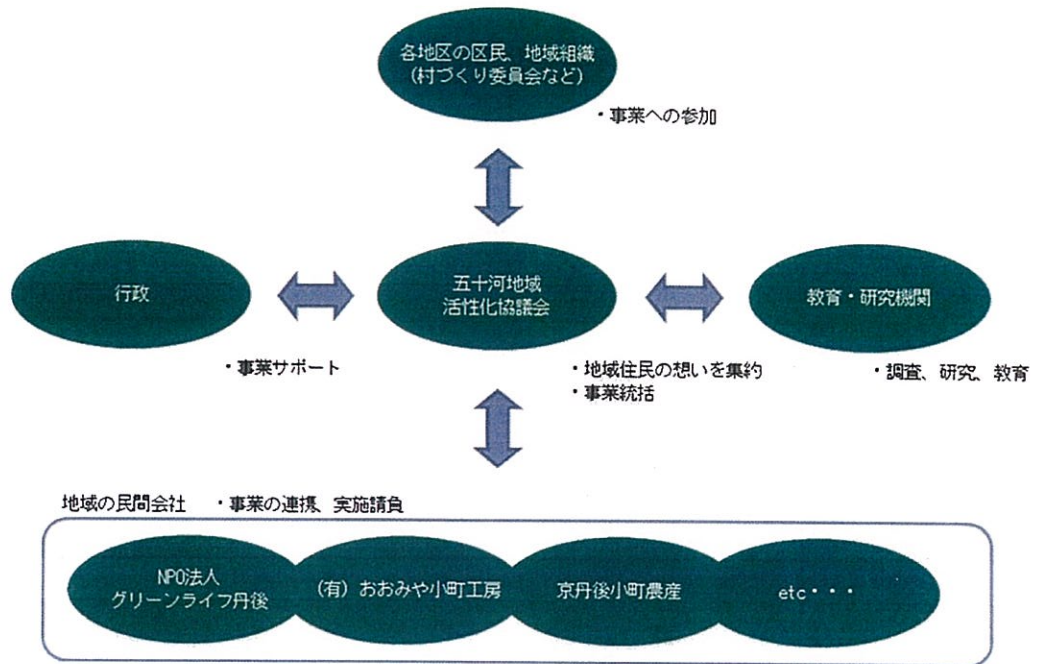 各地区の区民、地域組織
(村づくり委員会など)
・事業への参加
行政
・事業サポート
五十河地域
活性化協議会
・地域住民の想いを集約
・事業統括
教育・研究機関
・調査、研究、教育
地域の民間会社 ・事業の連携、実施請負
NPO法人
グリーンライフ丹後
(有)おおみや小町工房
京丹後小町農産
etc・・・